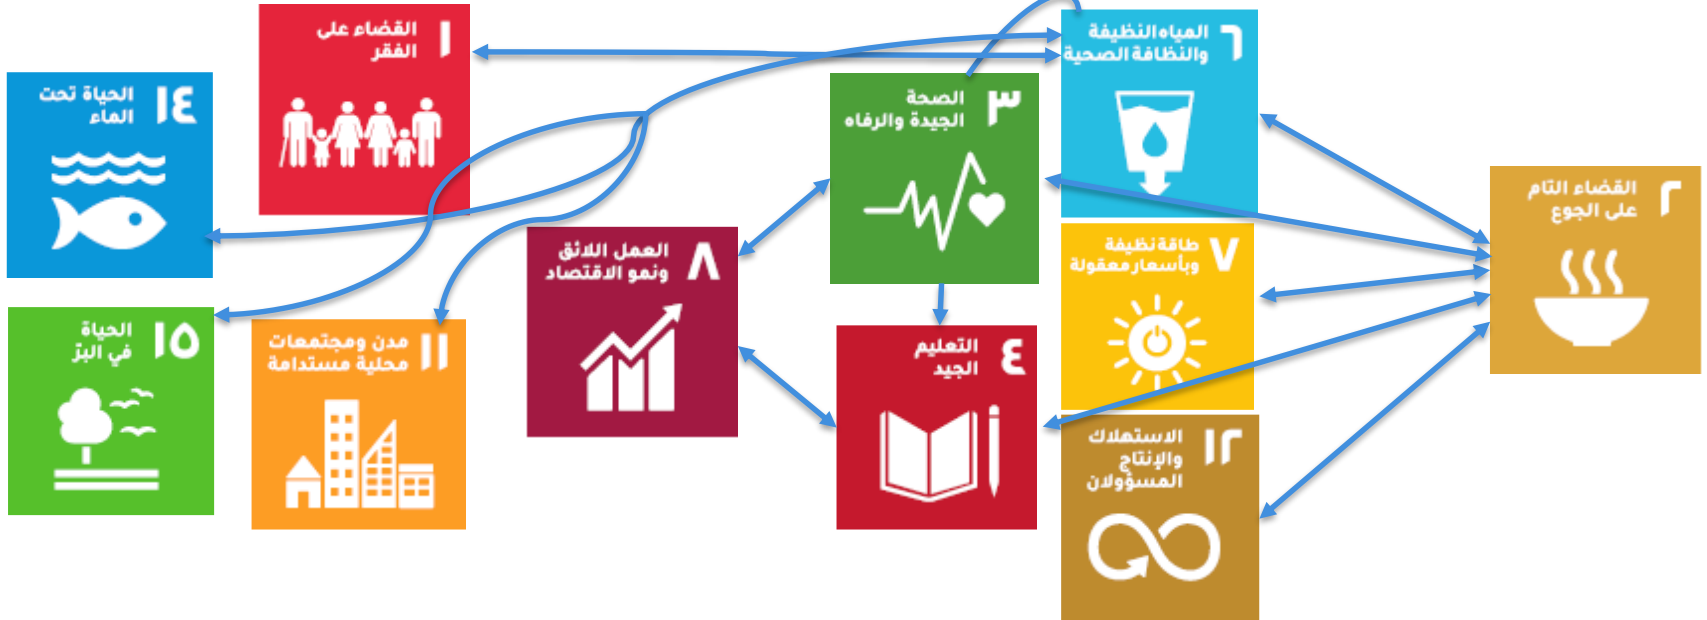 ١
القضاء على
الفقر
٦
المياه النظيفة
والنظافة الصحية
١٤
الحياة تحت
الماء
٣
الصحة
الجيدة والرفاه
٢
القضاء التام
على الجوع
٨
العمل اللائق
ونمو الاقتصاد
٧
طاقة نظيفة
وبأسعار معقولة
١٥
الحياة
في البرّ
١١
مدن ومجتمعات
محلية مستدامة
٤
التعليم
الجيد
١٢
الاستهلاك
والإنتاج
المسؤولان